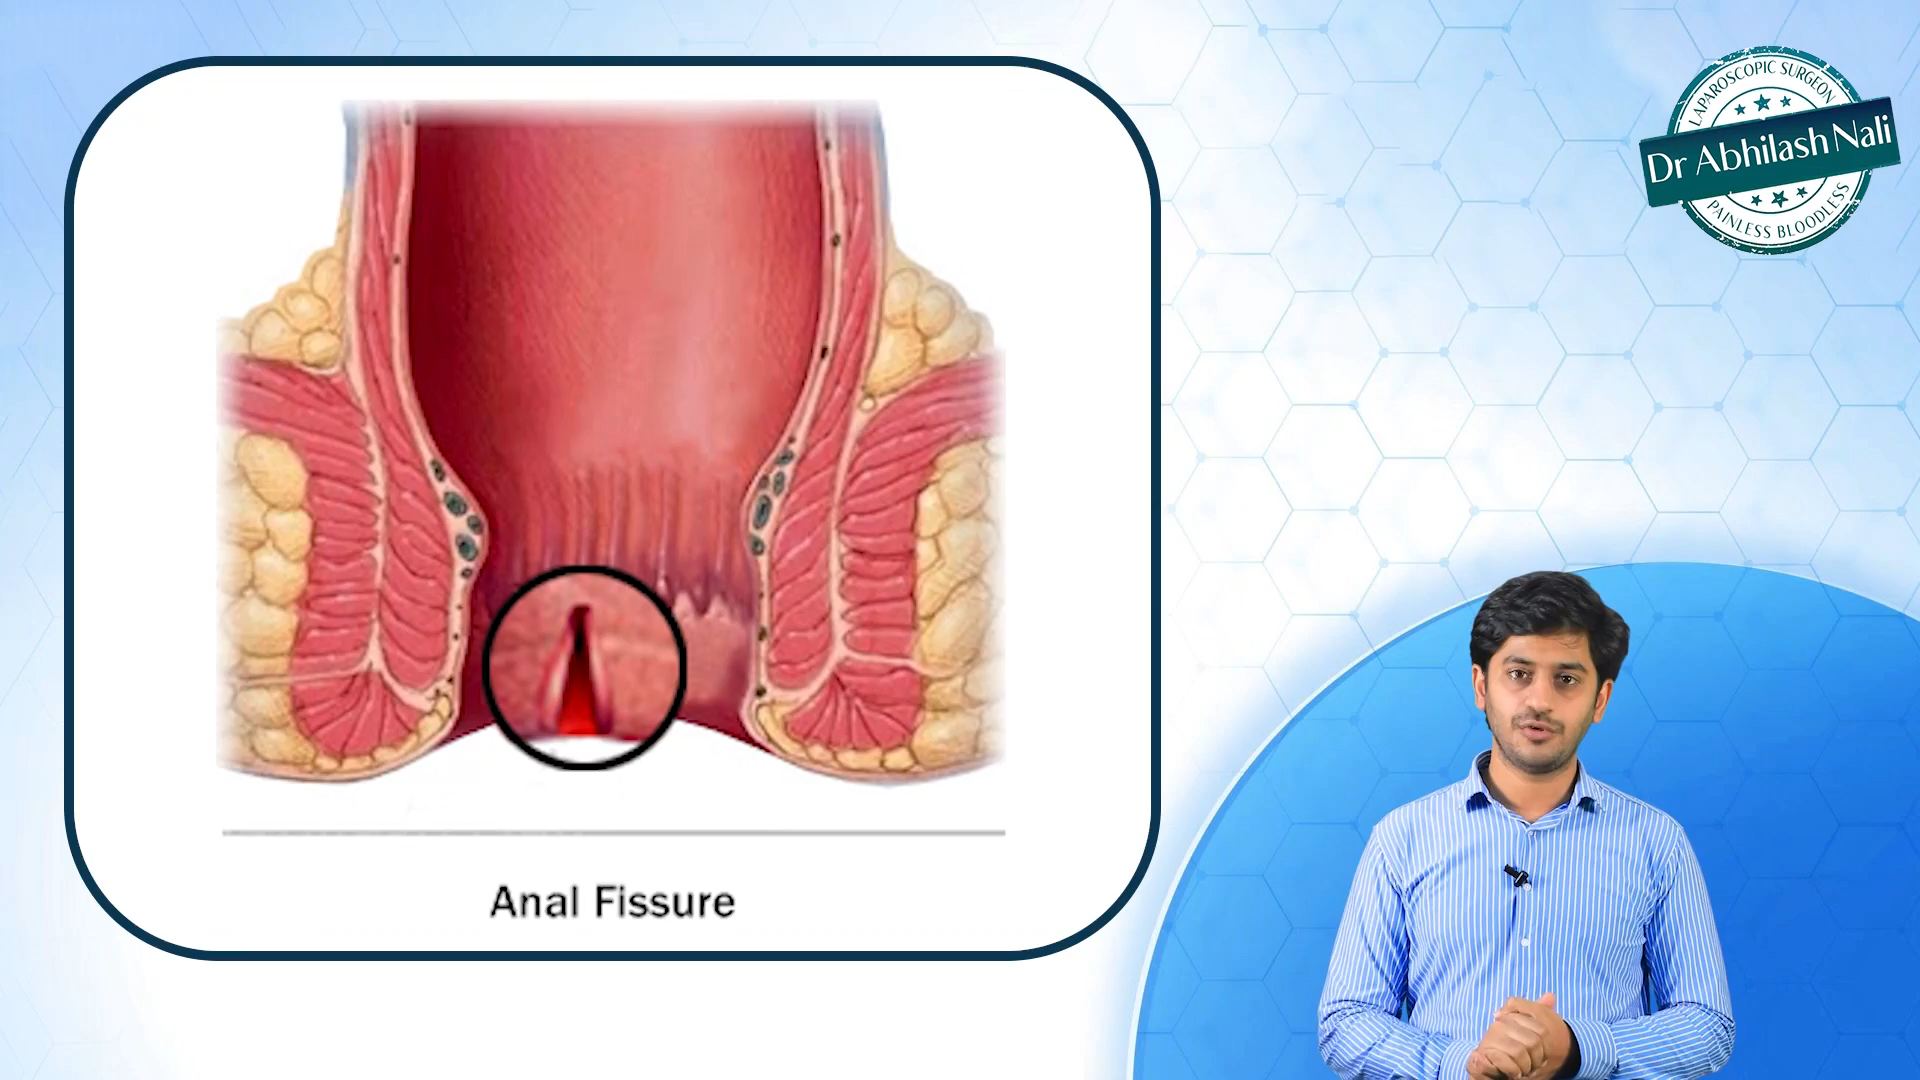 LAPAROSCOPIC SURGEON
Dr Abhilash Nali
PAINLESS BLOODLESS
Anal Fissure